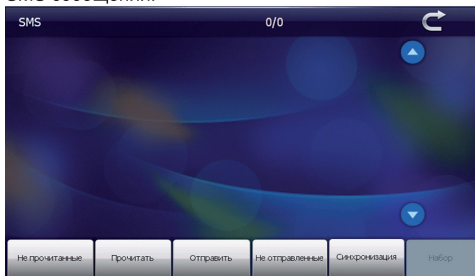 SMS сообщения.
SMS 0/0
Не прочитанные Прочитать Отправить Не отправленные Синхронизация Набор